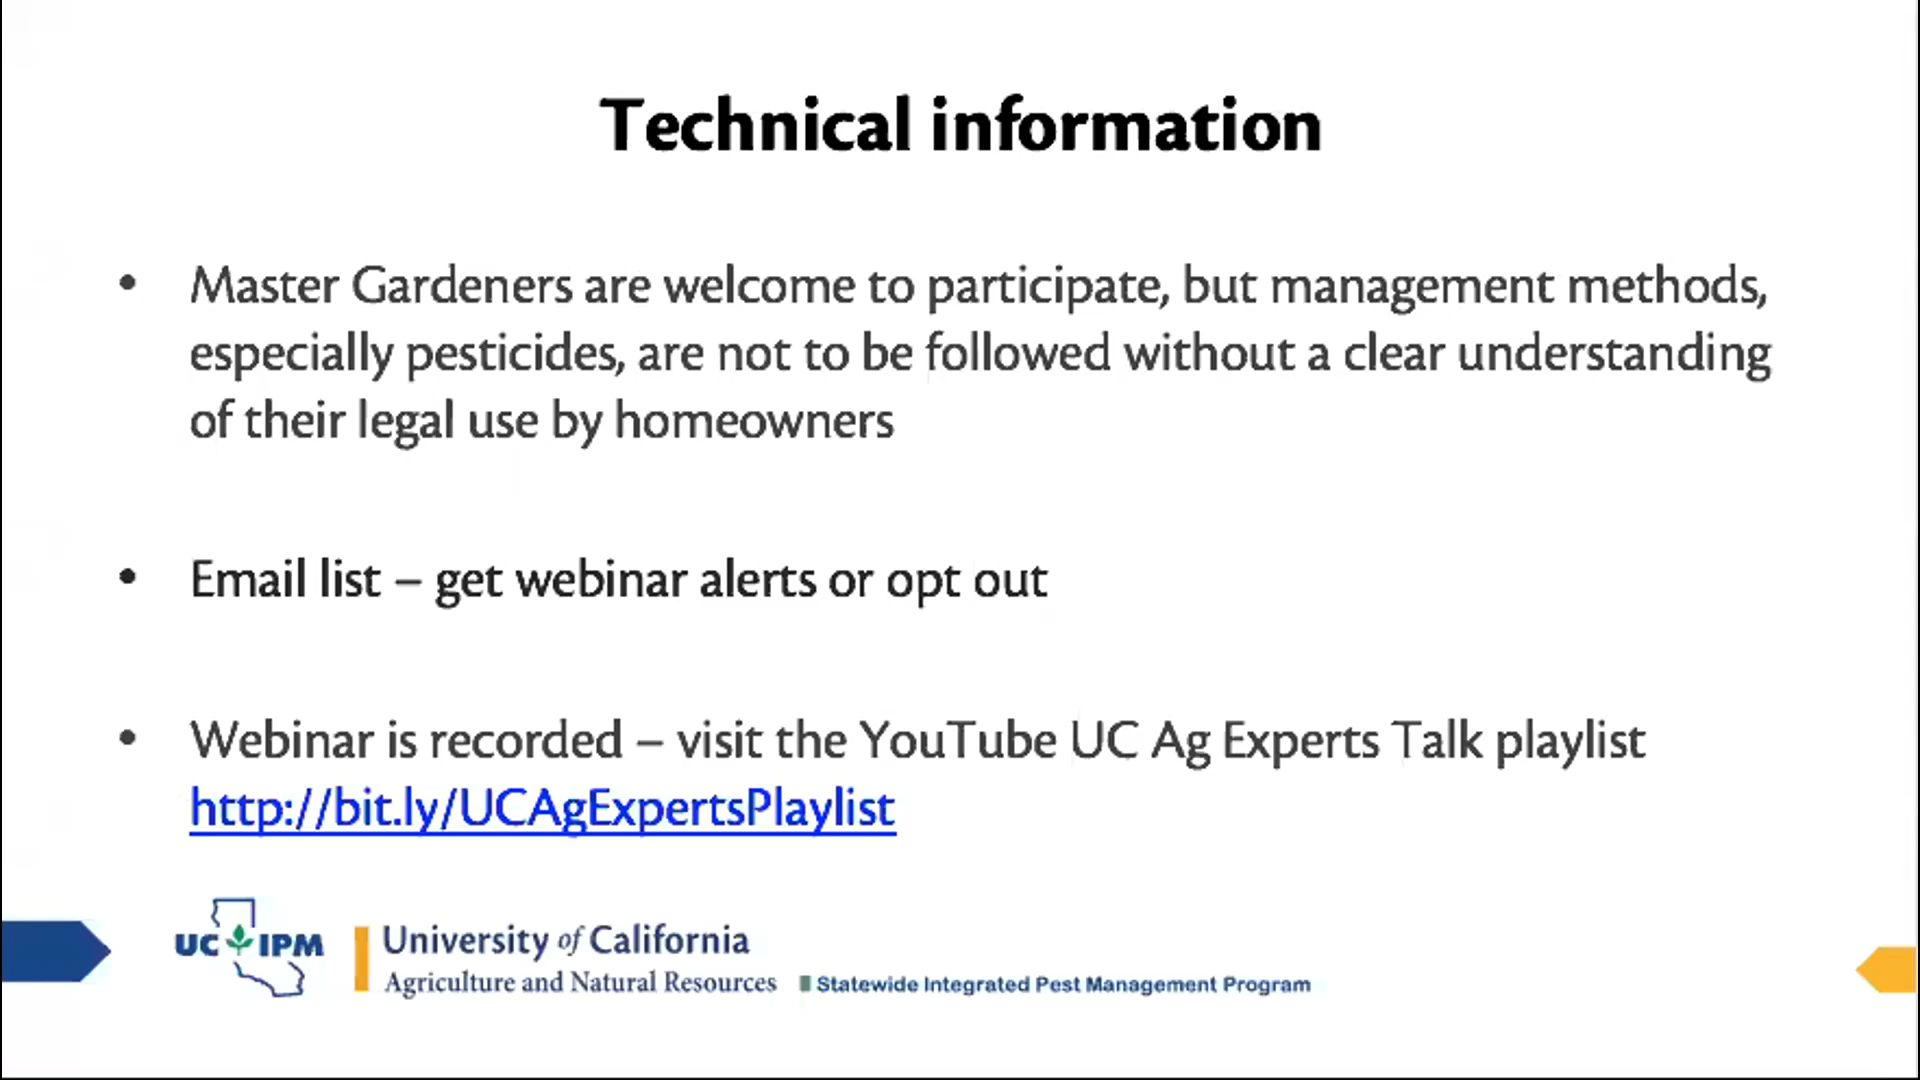 Technical information
• Master Gardeners are welcome to participate, but management methods,
especially pesticides, are not to be followed without a clear understanding
of their legal use by homeowners
• Email list – get webinar alerts or opt out
• Webinar is recorded – visit the YouTube UC Ag Experts Talk playlist
http://bit.ly/UCAgExpertsPlaylist
UC IPM
University of California
Agriculture and Natural Resources
Statewide Integrated Pest Management Program